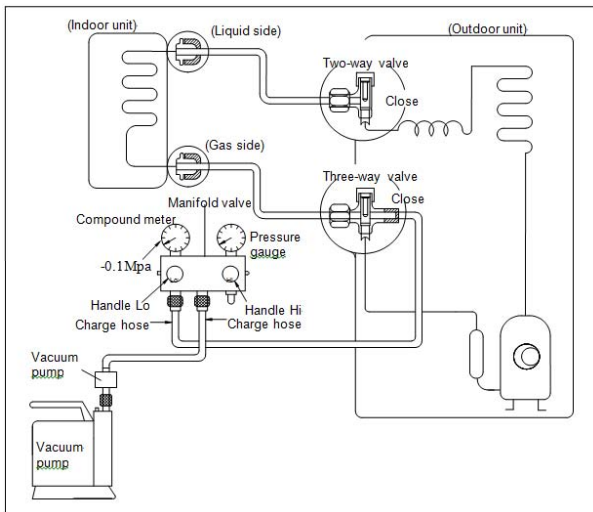 (Indoor unit)
(Liquid side)
(Outdoor unit)
Two-way valve
Close
(Gas side)
Three-way valve
Close
Manifold valve
Compound meter
Pressure
gauge
-0.1Mpa
Handle Lo
Handle Hi
Charge hose
Charge hose
Vacuum
pump
Vacuum
pump